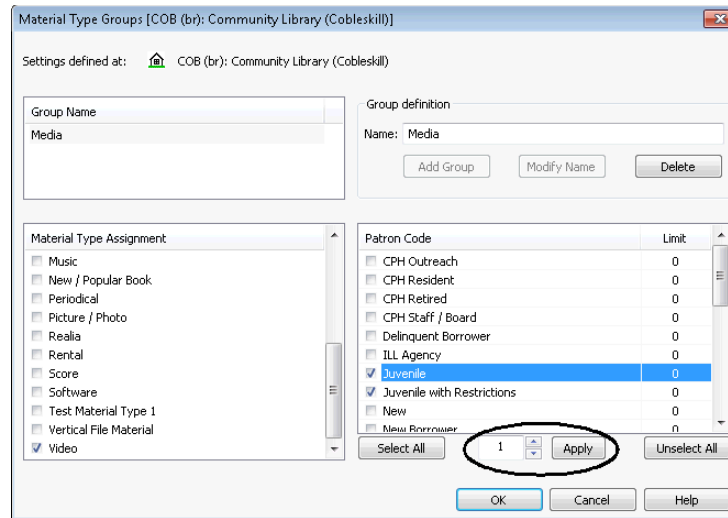 Material Type Groups [COB (br): Community Library (Cobleskill)]
Settings defined at: COB (br): Community Library (Cobleskill)
Group Name
Media
Group definition
Name: Media
Add Group Modify Name Delete
Material Type Assignment
Music
New / Popular Book
Periodical
Picture / Photo
Realia
Rental
Score
Software
Test Material Type 1
Vertical File Material
Video
Patron Code Limit
CPH Outreach 0
CPH Resident 0
CPH Retired 0
CPH Staff / Board 0
Delinquent Borrower 0
ILL Agency 0
Juvenile 0
Juvenile with Restrictions 0
New 0
New Borrower 0
Select All 1 Apply Unselect All
OK Cancel Help